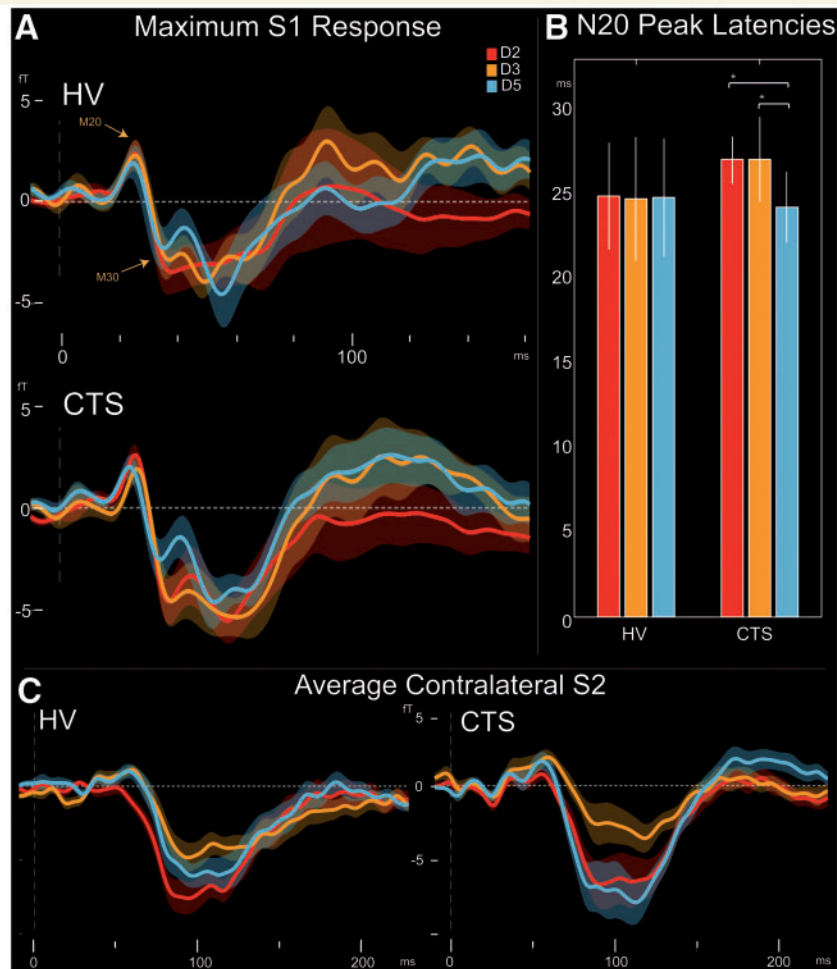 A Maximum S1 Response
D2
D3
D5
fT
HV
5
0
-5
M20
M30
0 100 ms
fT
CTS
5
0
-5
B N20 Peak Latencies
ms
30
25
20
15
10
5
0
* 
*
HV CTS
C Average Contralateral S2
HV
fT
CTS
5
0 0
-5
0 100 200 ms
0 100 200 ms